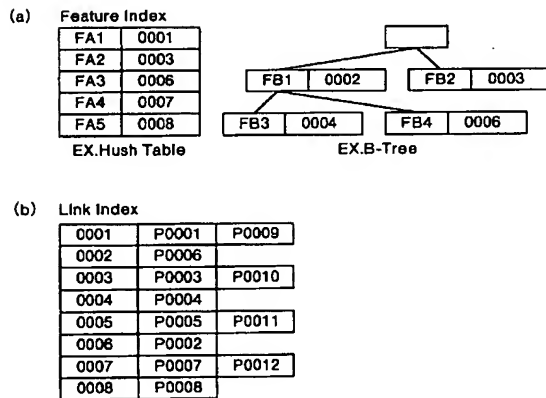 (a) Feature Index
FA1 0001
FA2 0003
FA3 0006
FA4 0007
FA5 0008
EX.Hush Table
FB1 0002 FB2 0003
FB3 0004 FB4 0006
EX.B-Tree
(b) Link Index
0001 P0001 P0009
0002 P0006
0003 P0003 P0010
0004 P0004
0005 P0005 P0011
0006 P0002
0007 P0007 P0012
0008 P0008